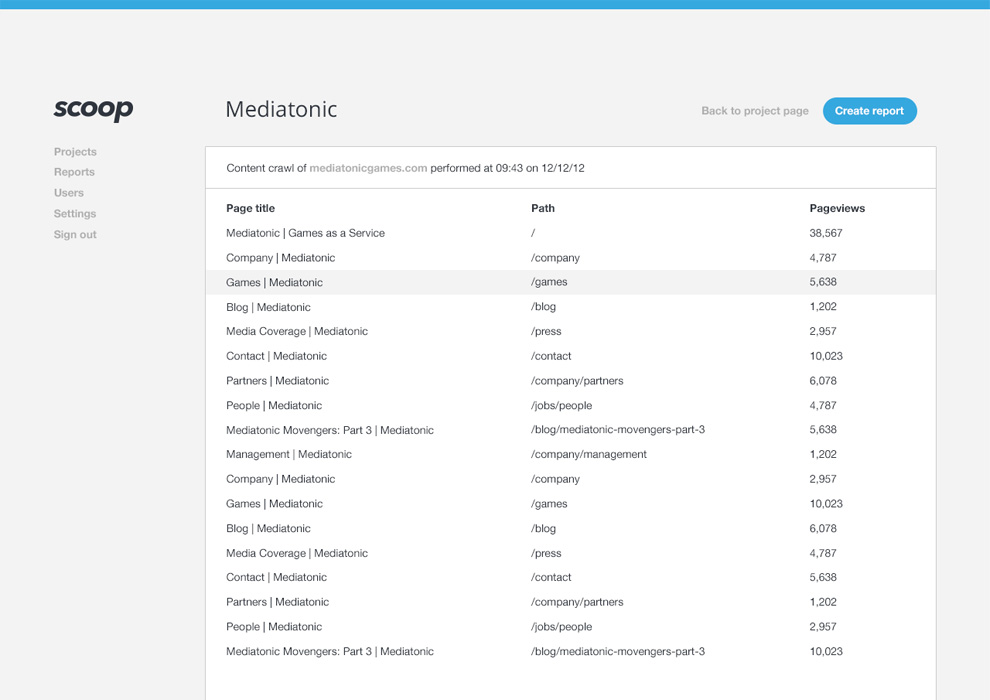 scoop
Mediatonic
Back to project page
Create report
Projects
Reports
Users
Settings
Sign out
Content crawl of mediatonicgames.com performed at 09:43 on 12/12/12
Page title Path Pageviews
Mediatonic | Games as a Service / 38,567
Company | Mediatonic /company 4,787
Games | Mediatonic /games 5,638
Blog | Mediatonic /blog 1,202
Media Coverage | Mediatonic /press 2,957
Contact | Mediatonic /contact 10,023
Partners | Mediatonic /company/partners 6,078
People | Mediatonic /jobs/people 4,787
Mediatonic Movengers: Part 3 | Mediatonic /blog/mediatonic-movengers-part-3 5,638
Management | Mediatonic /company/management 1,202
Company | Mediatonic /company 2,957
Games | Mediatonic /games 10,023
Blog | Mediatonic /blog 6,078
Media Coverage | Mediatonic /press 4,787
Contact | Mediatonic /contact 5,638
Partners | Mediatonic /company/partners 1,202
People | Mediatonic /jobs/people 2,957
Mediatonic Movengers: Part 3 | Mediatonic /blog/mediatonic-movengers-part-3 10,023